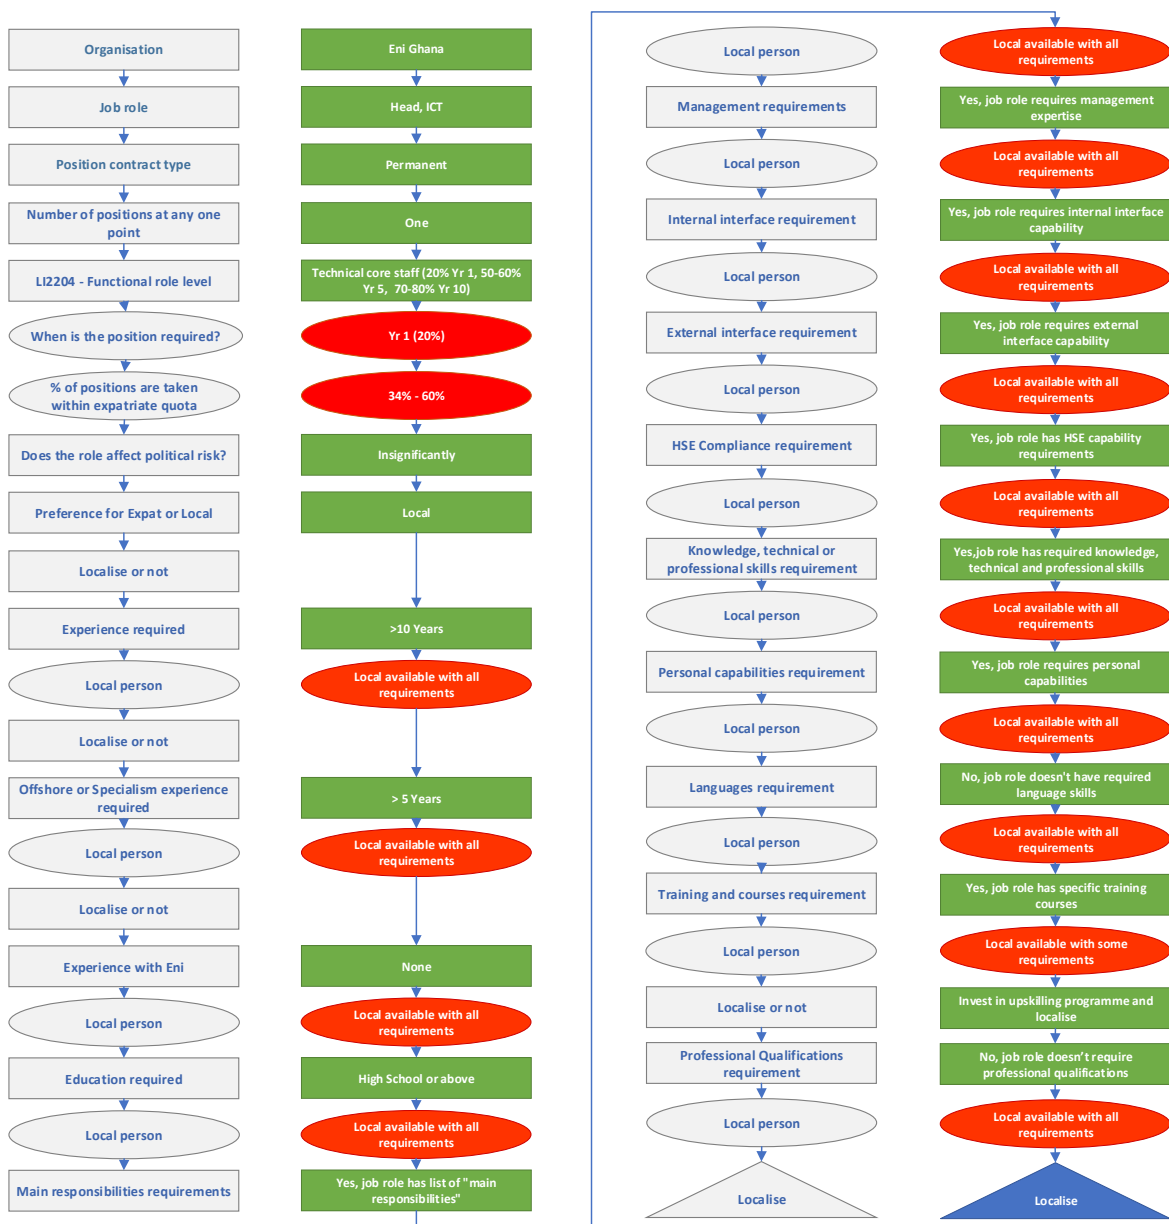 Organisation
Job role
Position contract type
Number of positions at any one
point
LI2204 - Functional role level
When is the position required?
% of positions are taken
within expatriate quota
Does the role affect political risk?
Preference for Expat or Local
Localise or not
Experience required
Local person
Localise or not
Offshore or Specialism experience
required
Local person
Localise or not
Experience with Eni
Local person
Education required
Local person
Main responsibilities requirements
Eni Ghana
Head, ICT
Permanent
One
Technical core staff (20% Yr 1, 50-60%
Yr 5,  70-80% Yr 10)
Yr 1 (20%)
34% - 60%
Insignificantly
Local
>10 Years
Local available with all
requirements
> 5 Years
Local available with all
requirements
None
Local available with all
requirements
High School or above
Local available with all
requirements
Yes, job role has list of "main
responsibilities"
Local person
Management requirements
Local person
Internal interface requirement
Local person
External interface requirement
Local person
HSE Compliance requirement
Local person
Knowledge, technical or
professional skills requirement
Local person
Personal capabilities requirement
Local person
Languages requirement
Local person
Training and courses requirement
Local person
Localise or not
Professional Qualifications
requirement
Local person
Localise
Local available with all
requirements
Yes, job role requires management
expertise
Local available with all
requirements
Yes, job role requires internal interface
capability
Local available with all
requirements
Yes, job role requires external
interface capability
Local available with all
requirements
Yes, job role has HSE capability
requirements
Local available with all
requirements
Yes,job role has required knowledge,
technical and professional skills
Local available with all
requirements
Yes, job role requires personal
capabilities
Local available with all
requirements
No, job role doesn't have required
language skills
Local available with all
requirements
Yes, job role has specific training
courses
Local available with some
requirements
Invest in upskilling programme and
localise
No, job role doesn't require
professional qualifications
Local available with all
requirements
Localise